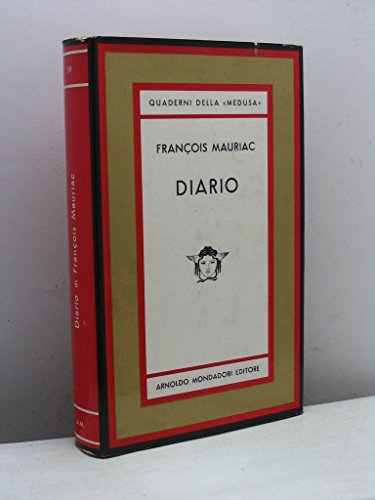 QUADERNI DELLA «MEDUSA»
FRANÇOIS MAURIAC
DIARIO
ARNOLDO MONDADORI EDITORE
Diario di François Mauriac
A.M.